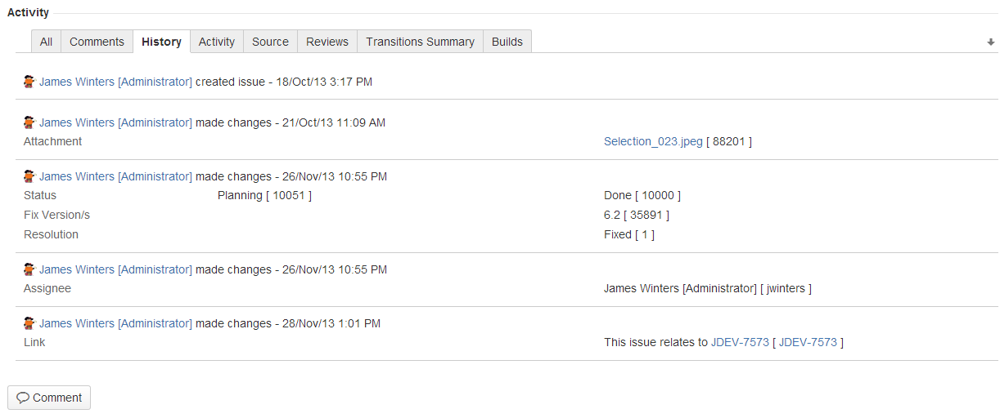 Activity
All Comments History Activity Source Reviews Transitions Summary Builds
James Winters [Administrator] created issue - 18/Oct/13 3:17 PM
James Winters [Administrator] made changes - 21/Oct/13 11:09 AM
Attachment Selection_023.jpeg [ 88201 ]
James Winters [Administrator] made changes - 26/Nov/13 10:55 PM
Status Planning [ 10051 ] Done [ 10000 ]
Fix Version/s 6.2 [ 35891 ]
Resolution Fixed [ 1 ]
James Winters [Administrator] made changes - 26/Nov/13 10:55 PM
Assignee James Winters [Administrator] [ jwinters ]
James Winters [Administrator] made changes - 28/Nov/13 1:01 PM
Link This issue relates to JDEV-7573 [ JDEV-7573 ]
Comment